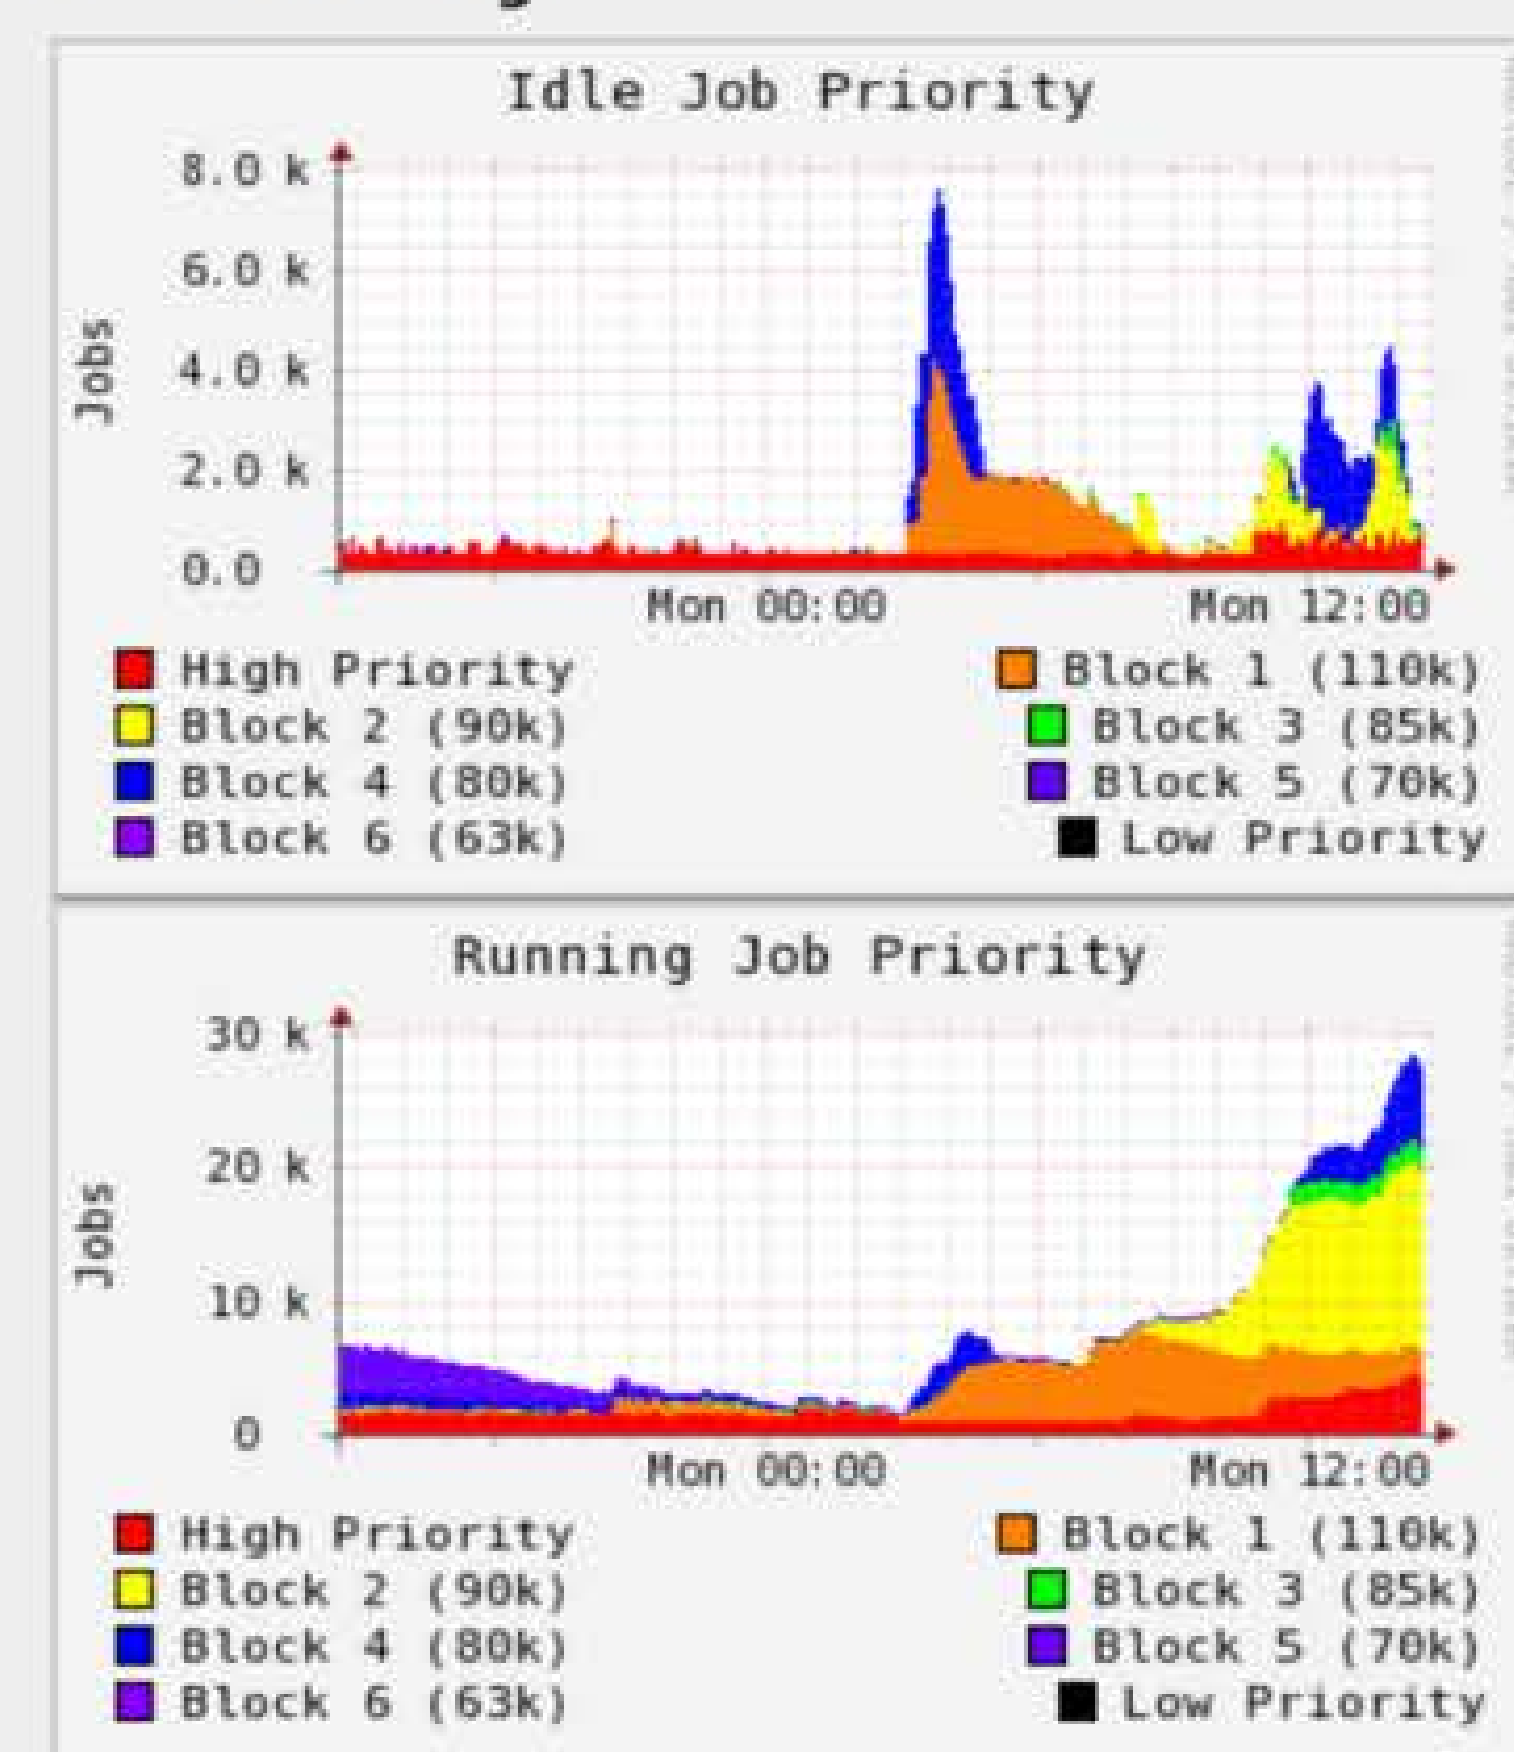 Idle Job Priority
8.0 k
6.0 k
4.0 k
2.0 k
0.0
Jobs
Mon 00:00 Mon 12:00
High Priority Block 1 (110k)
Block 2 (90k) Block 3 (85k)
Block 4 (80k) Block 5 (70k)
Block 6 (63k) Low Priority
Running Job Priority
30 k
20 k
10 k
0
Jobs
Mon 00:00 Mon 12:00
High Priority Block 1 (110k)
Block 2 (90k) Block 3 (85k)
Block 4 (80k) Block 5 (70k)
Block 6 (63k) Low Priority